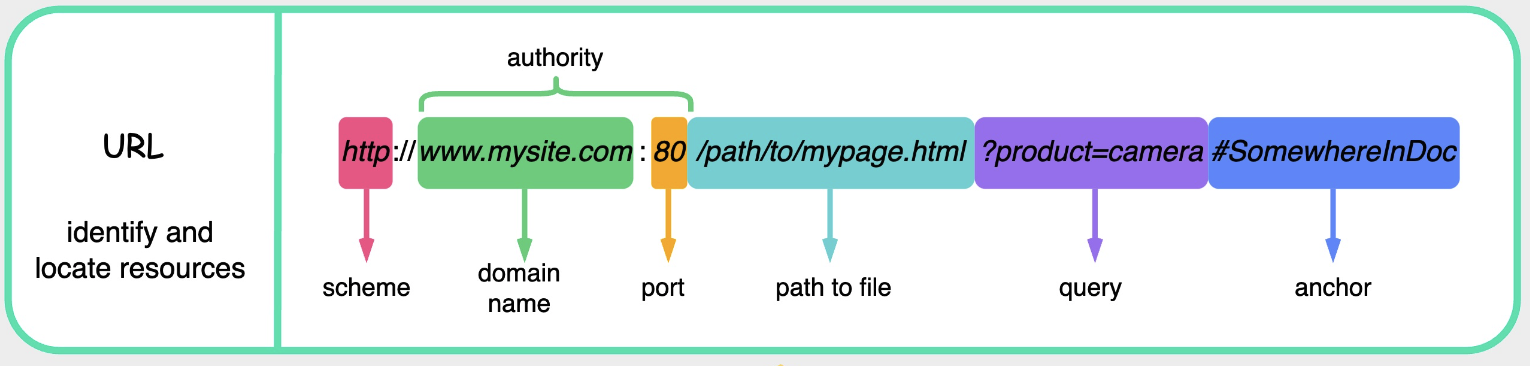 authority
URL
http://www.mysite.com:80/path/to/mypage.html?product=camera#SomewhereInDoc
identify and
locate resources
scheme
domain
name
port
path to file
query
anchor